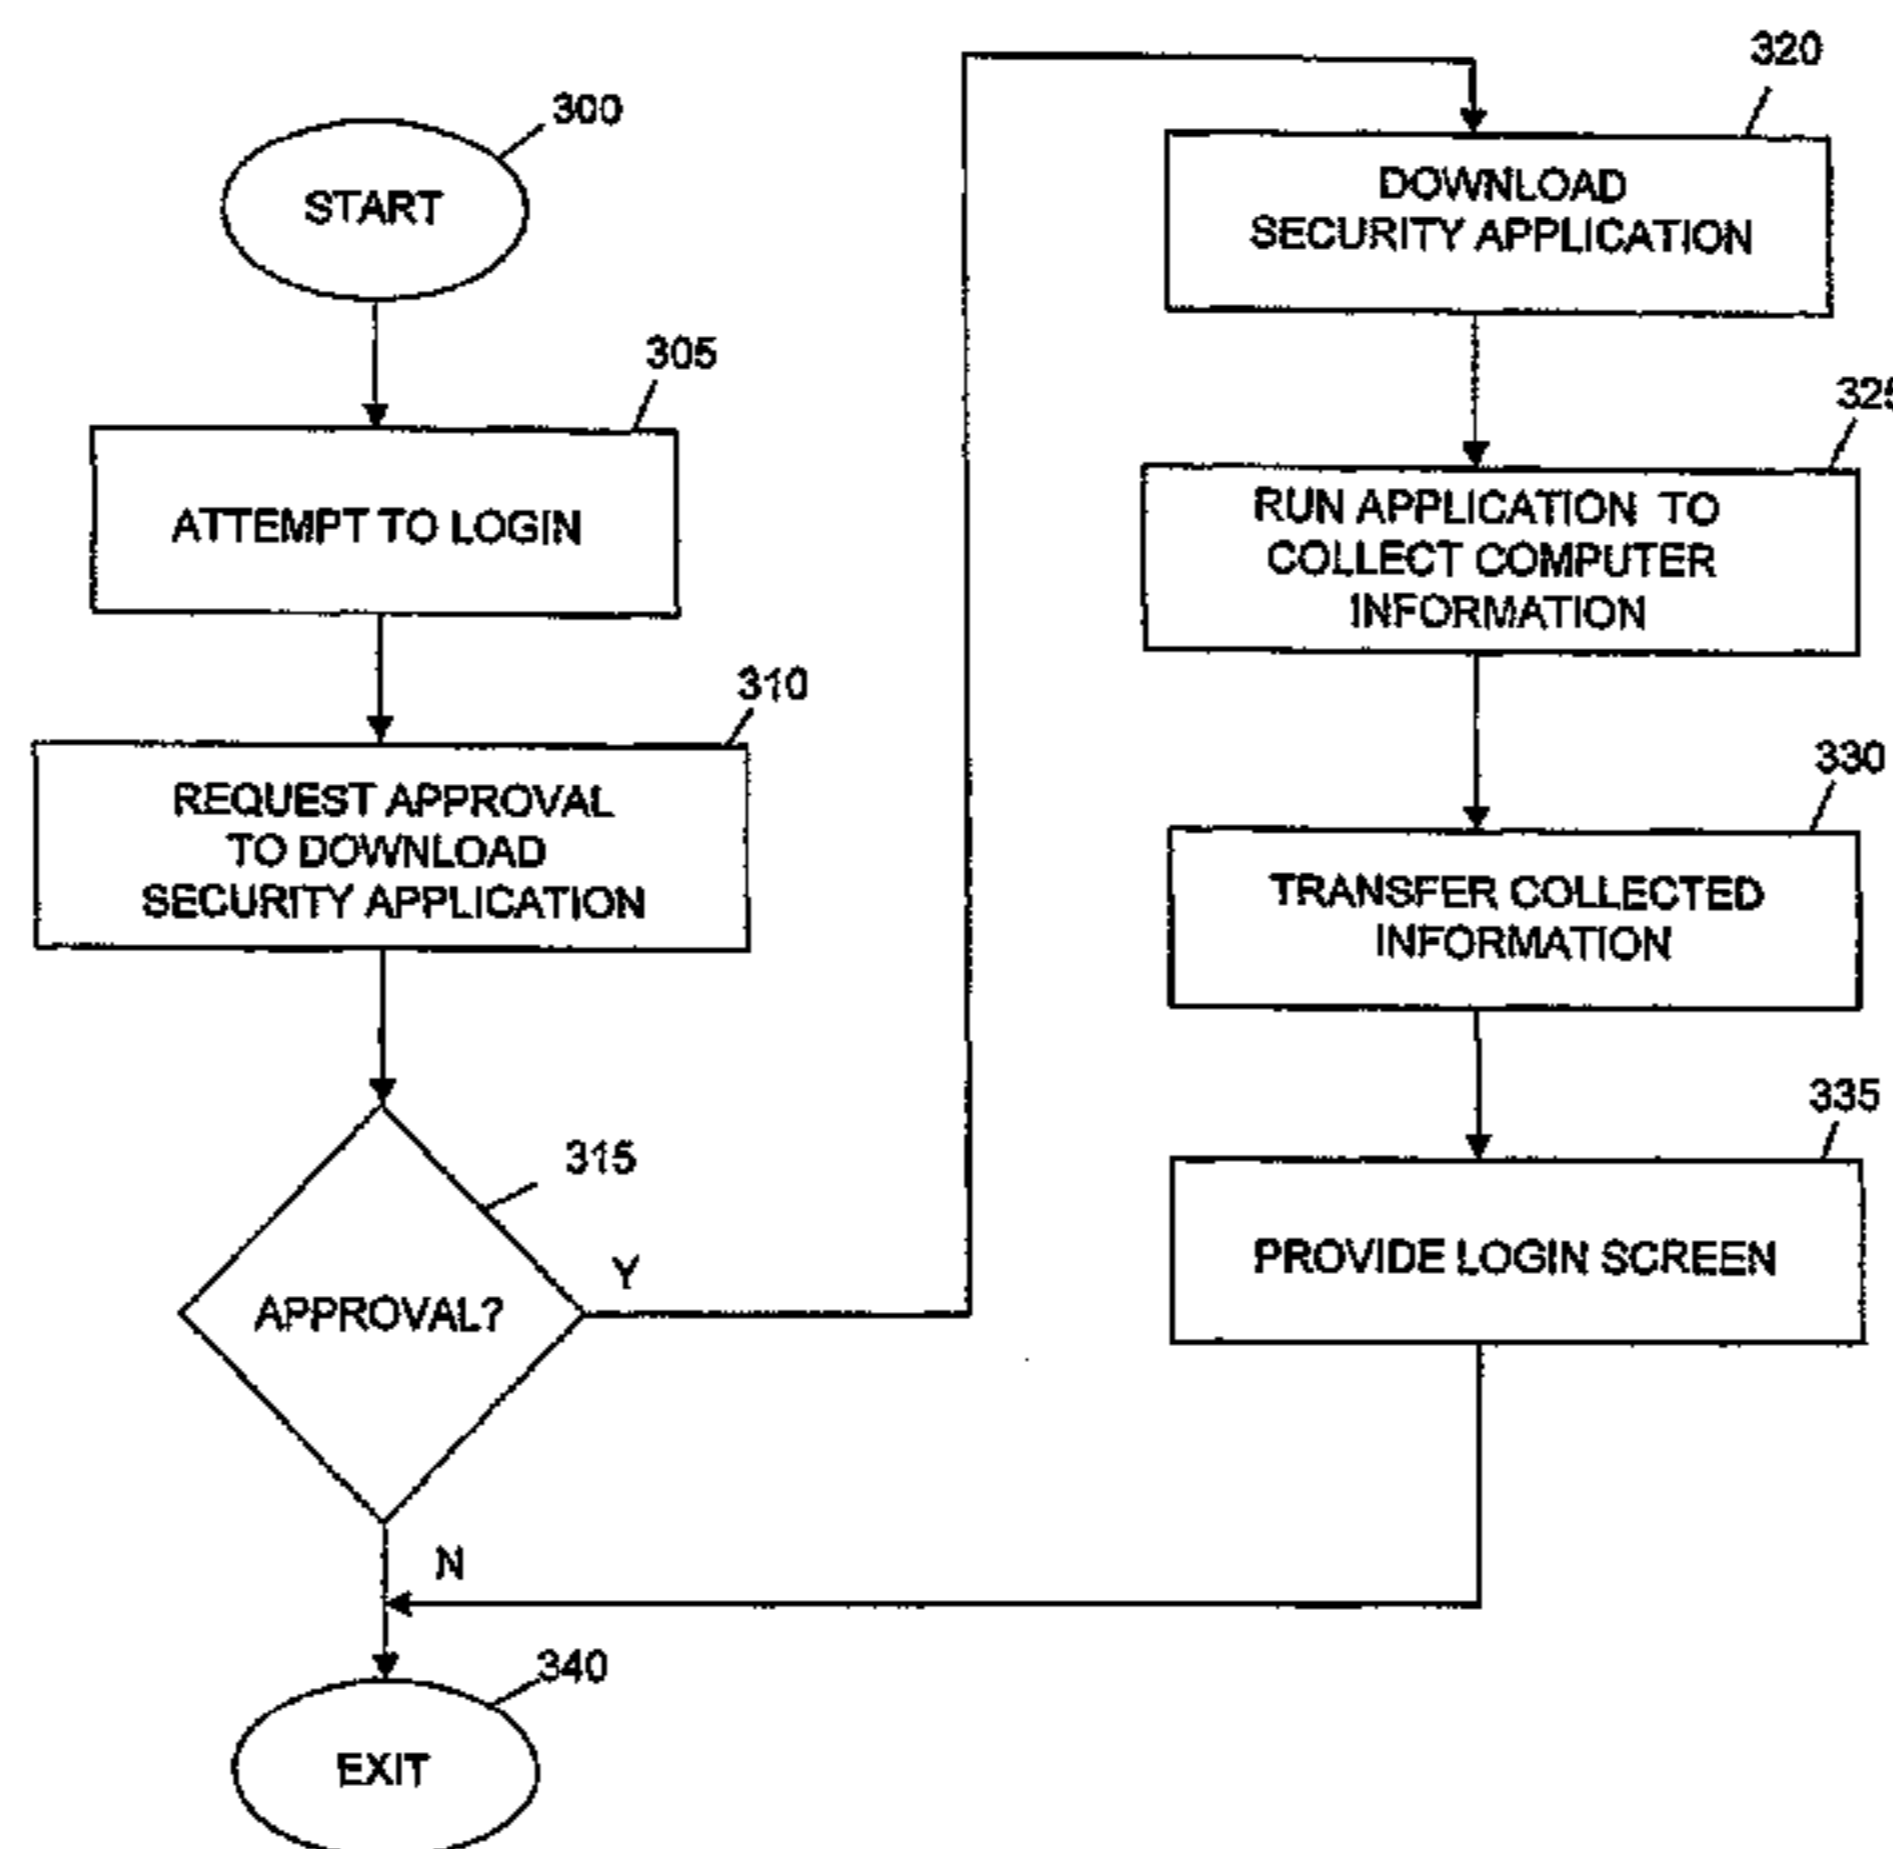 300
START
305
ATTEMPT TO LOGIN
310
REQUEST APPROVAL
TO DOWNLOAD
SECURITY APPLICATION
315
APPROVAL?
Y
N
340
EXIT
320
DOWNLOAD
SECURITY APPLICATION
325
RUN APPLICATION TO
COLLECT COMPUTER
INFORMATION
330
TRANSFER COLLECTED
INFORMATION
335
PROVIDE LOGIN SCREEN